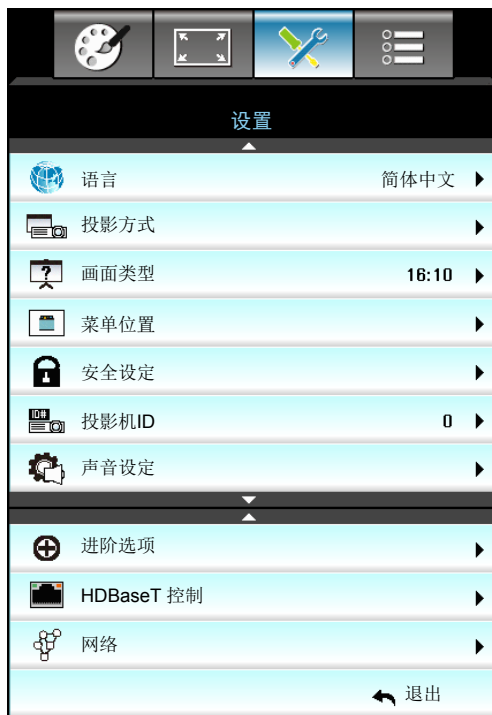 设置
语言 简体中文
投影方式
画面类型 16:10
菜单位置
安全设定
ID#
投影机ID 0
声音设定
进阶选项
HDBaseT 控制
网络
退出